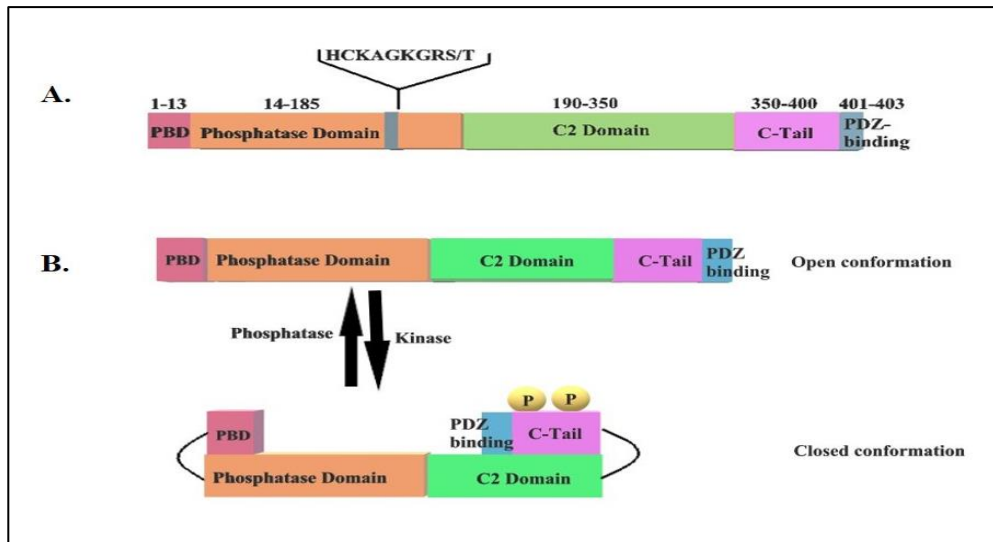 HCKAGKGRS/T
A.
1-13 14-185 190-350 350-400 401-403
PBD Phosphatase Domain C2 Domain C-Tail PDZ-
binding
B.
PBD Phosphatase Domain C2 Domain C-Tail PDZ
binding
Open conformation
Phosphatase Kinase
P P
PBD PDZ
binding C-Tail
Phosphatase Domain C2 Domain
Closed conformation